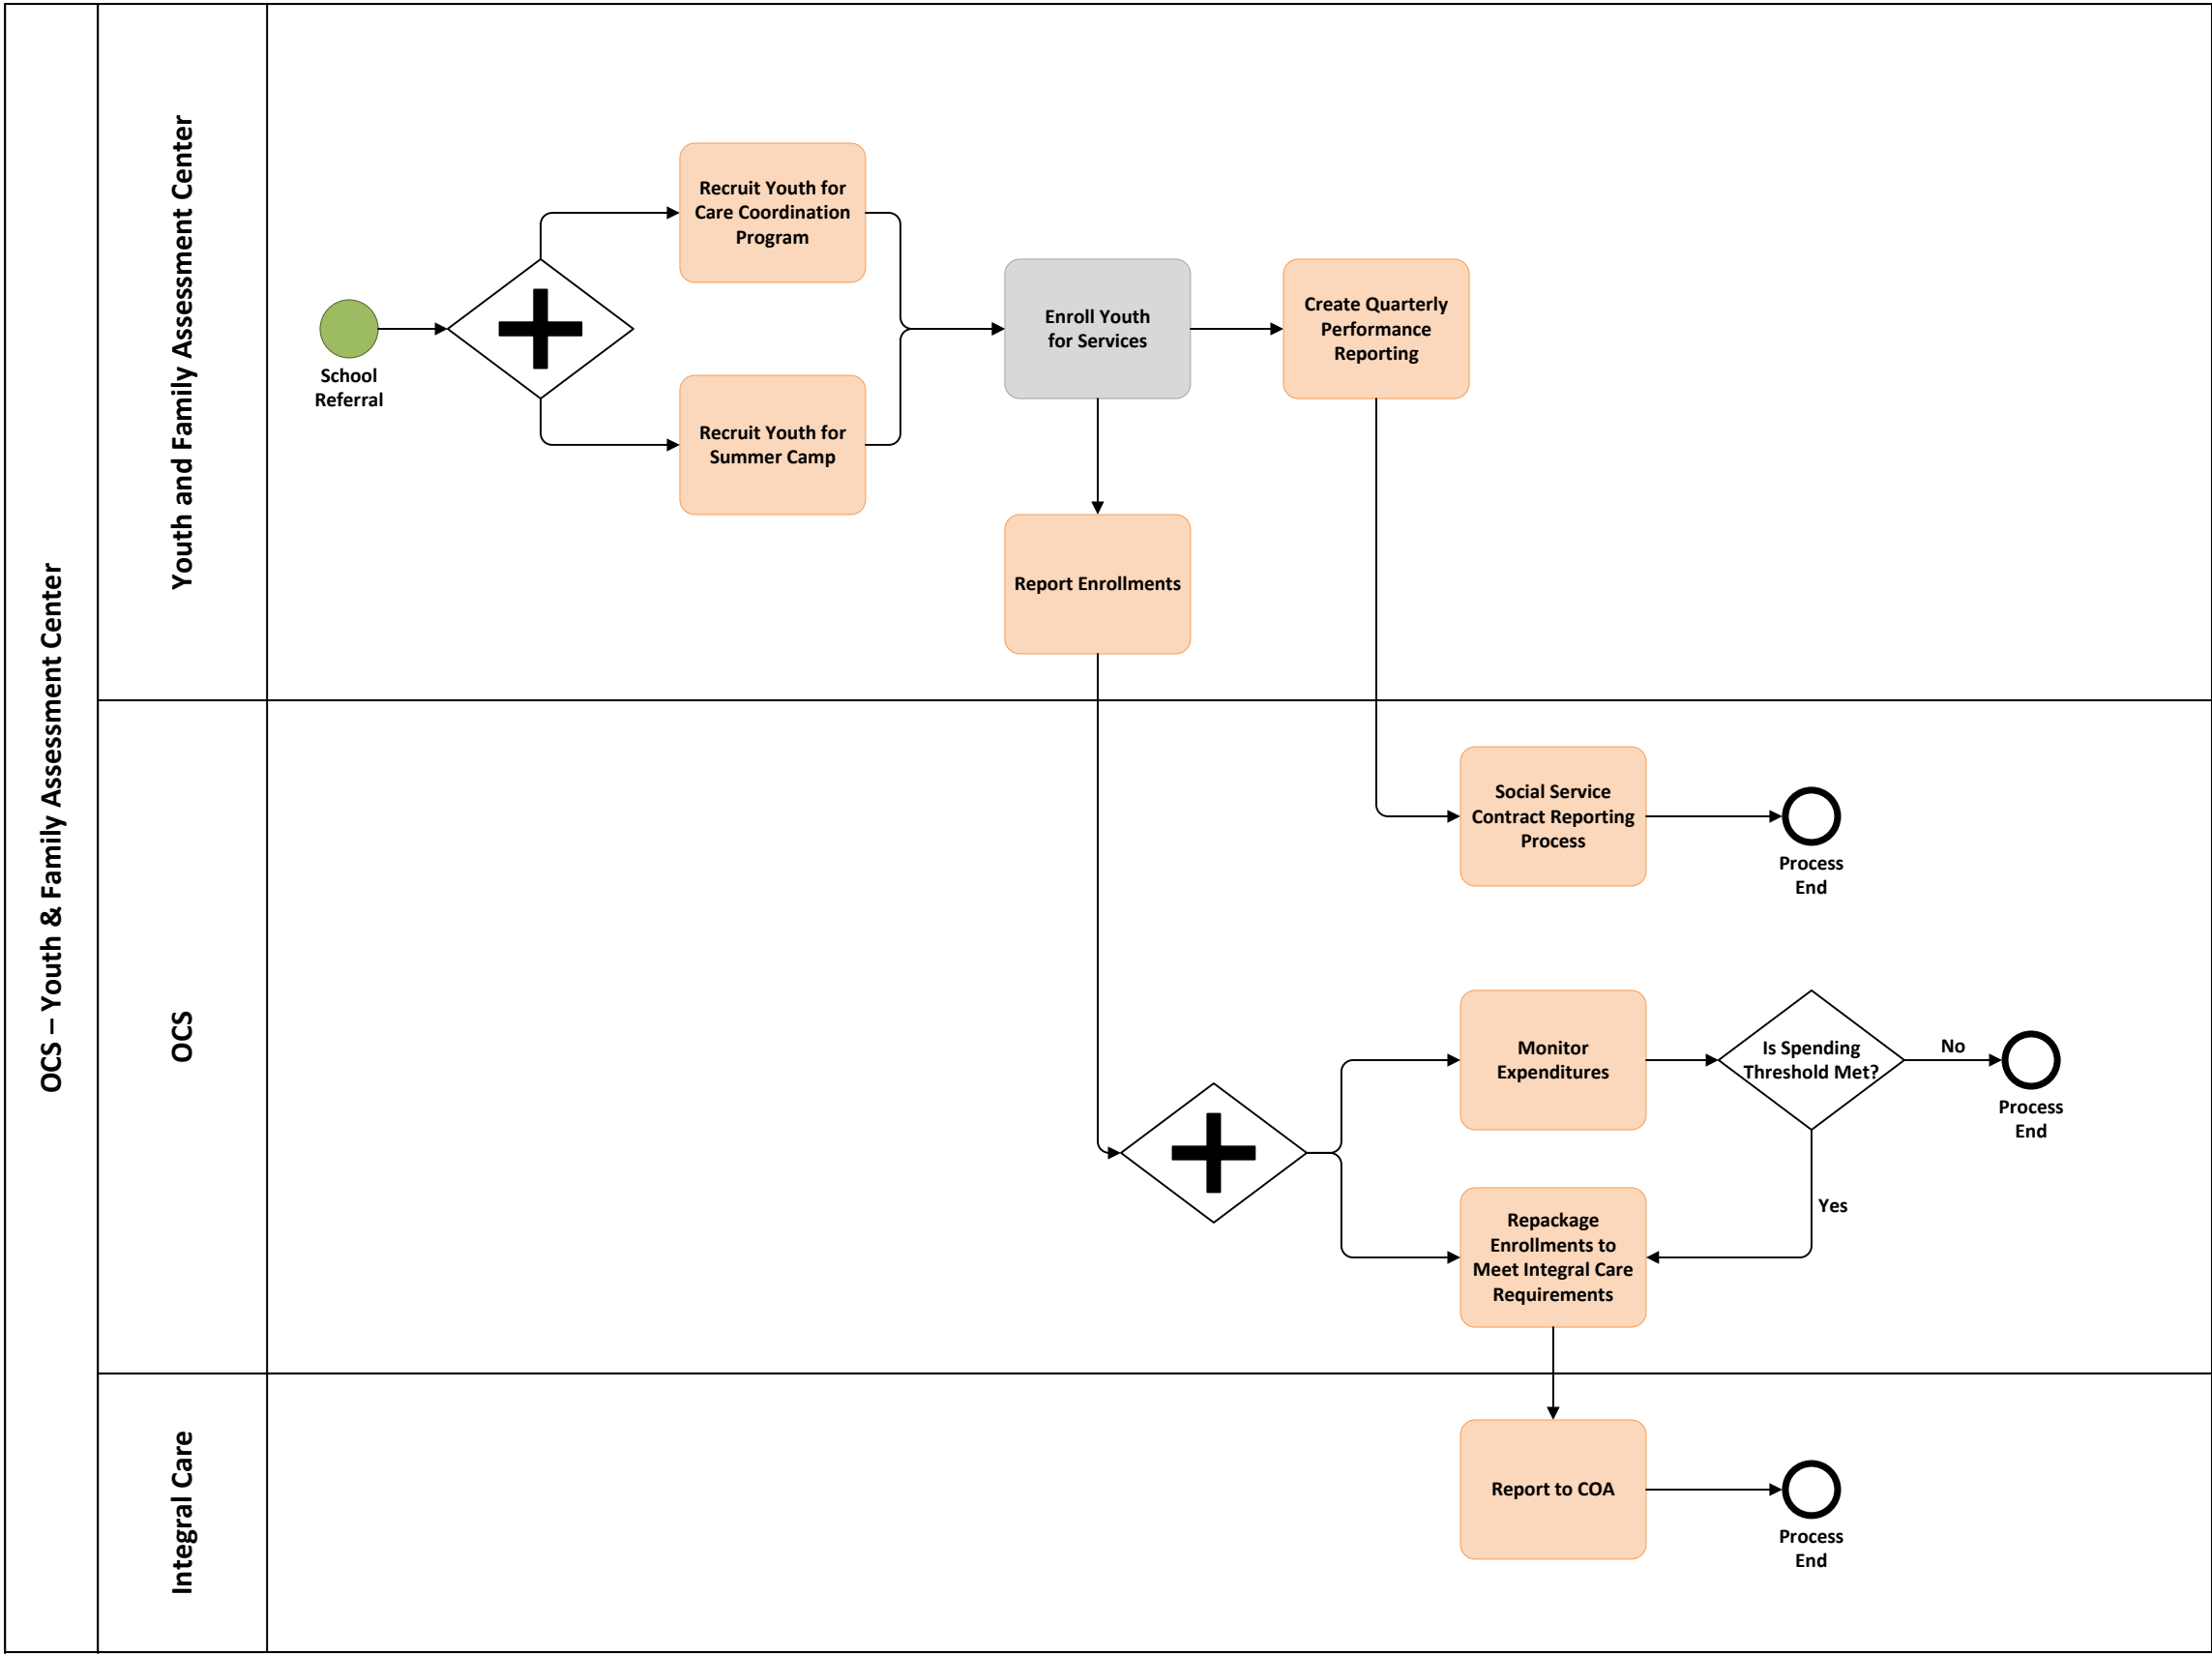 OCS – Youth & Family Assessment Center
Youth and Family Assessment Center
School
Referral
Recruit Youth for
Care Coordination
Program
Recruit Youth for
Summer Camp
Enroll Youth
for Services
Create Quarterly
Performance
Reporting
Report Enrollments
OCS
Social Service
Contract Reporting
Process
Process
End
Monitor
Expenditures
Is Spending
Threshold Met?
No
Process
End
Yes
Repackage
Enrollments to
Meet Integral Care
Requirements
Integral Care
Report to COA
Process
End